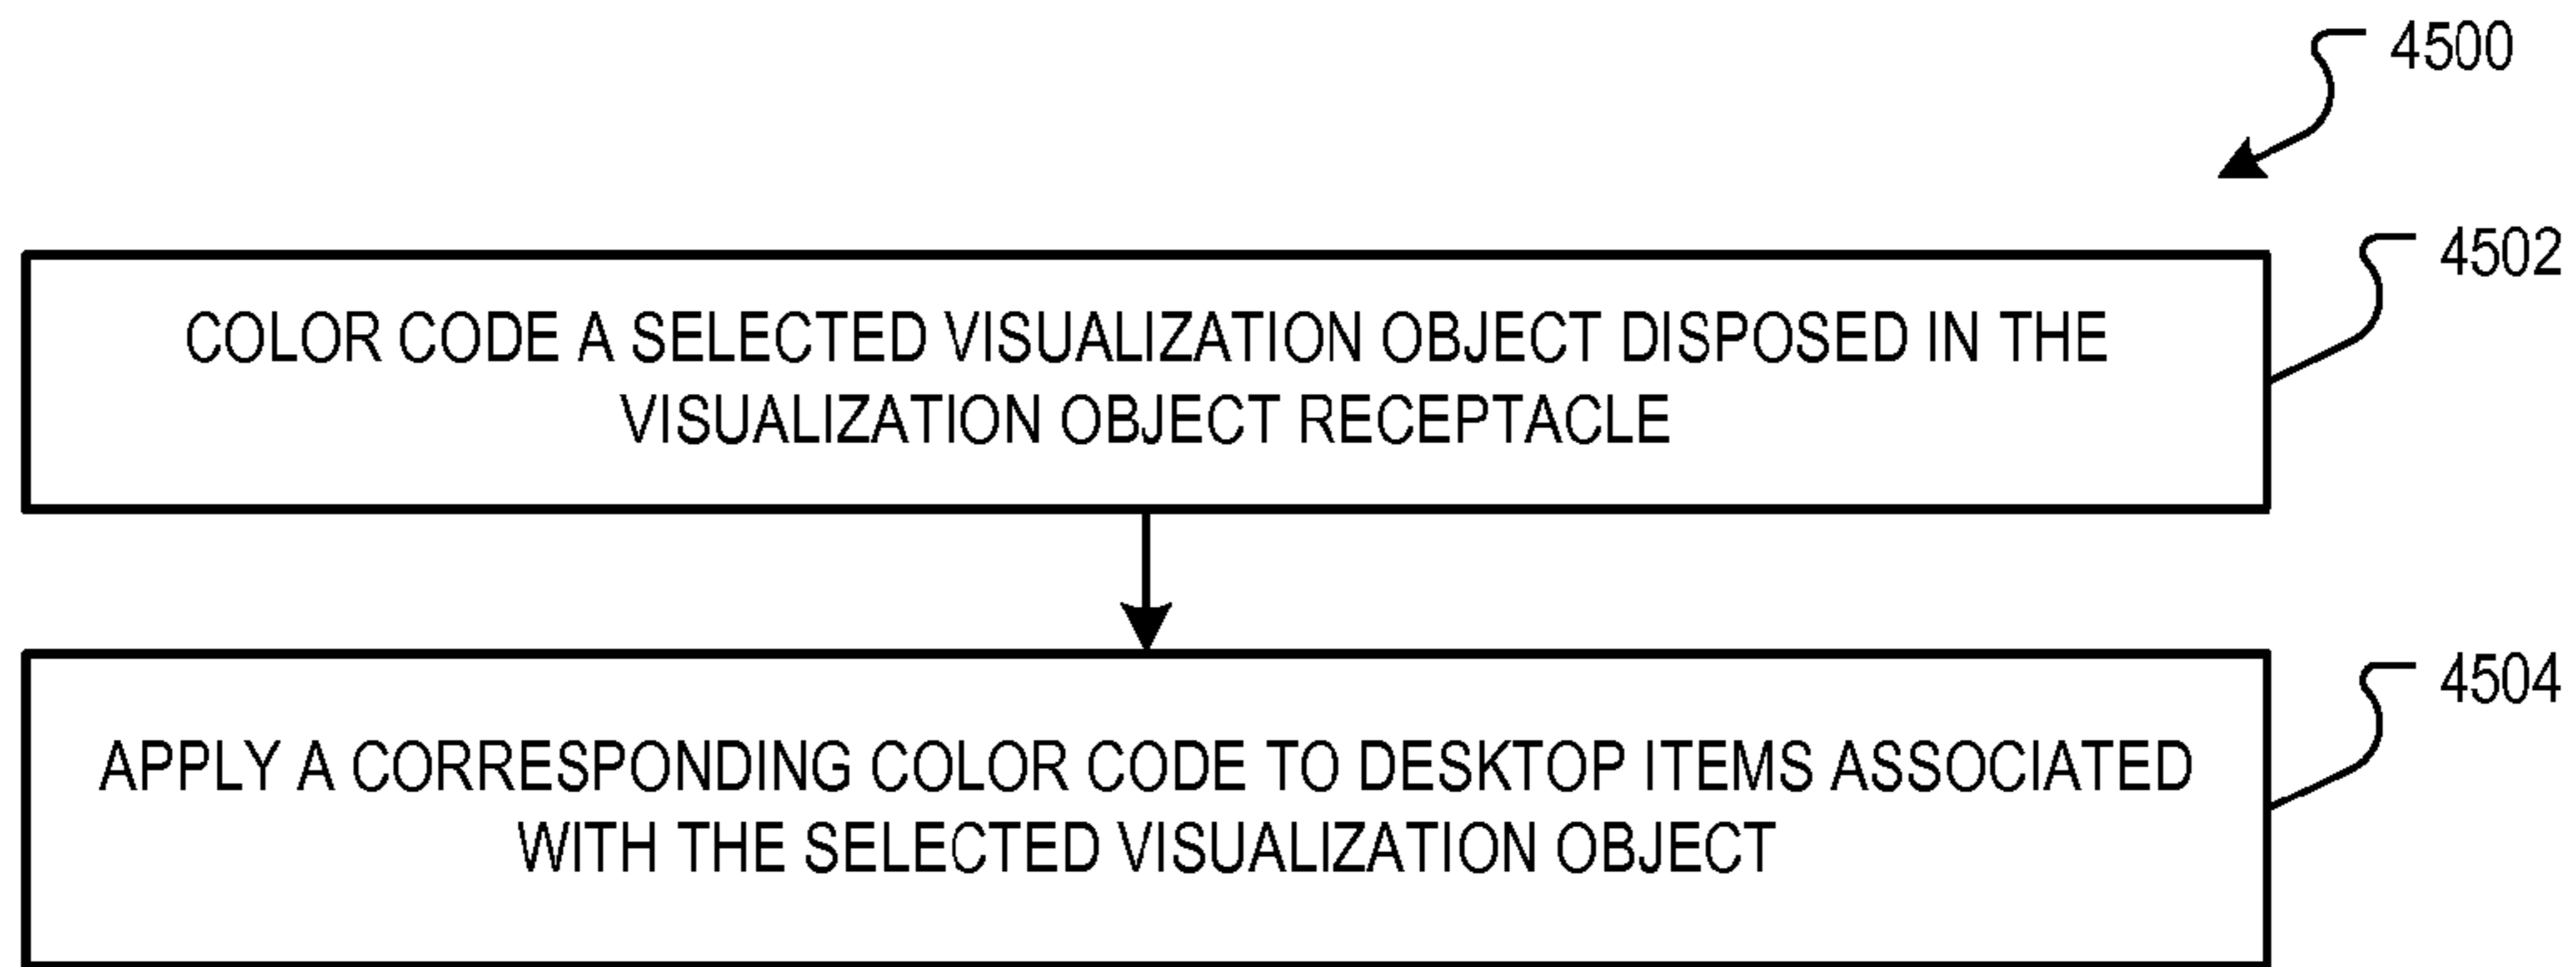 4500
4502
COLOR CODE A SELECTED VISUALIZATION OBJECT DISPOSED IN THE
VISUALIZATION OBJECT RECEPTACLE
4504
APPLY A CORRESPONDING COLOR CODE TO DESKTOP ITEMS ASSOCIATED
WITH THE SELECTED VISUALIZATION OBJECT